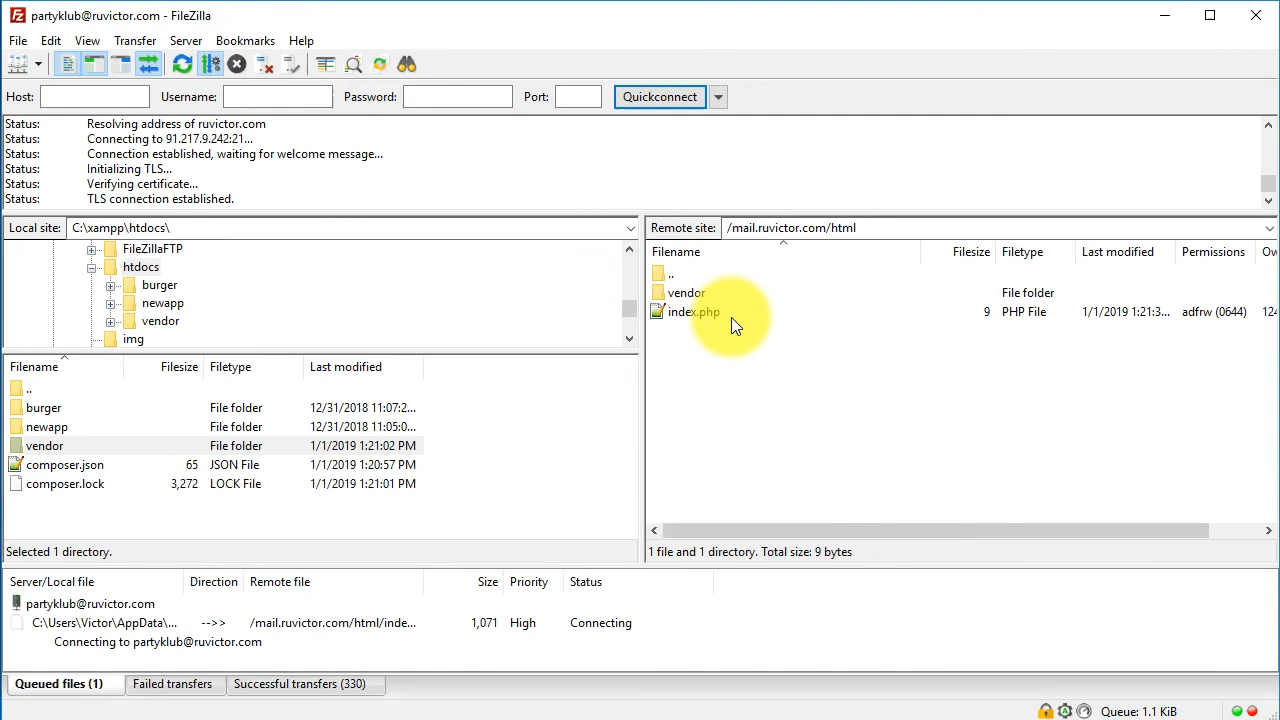 partyklub@ruvictor.com - FileZilla
File Edit View Transfer Server Bookmarks Help
Host: Username: Password: Port: Quickconnect
Status: Resolving address of ruvictor.com
Status: Connecting to 91.217.9.242:21...
Status: Connection established, waiting for welcome message...
Status: Initializing TLS...
Status: Verifying certificate...
Status: TLS connection established.
Local site: C:\xampp\htdocs\
FileZillaFTP
htdocs
burger
newapp
vendor
img
Filename Filesize Filetype Last modified
..
burger File folder 12/31/2018 11:07:2...
newapp File folder 12/31/2018 11:05:0...
vendor File folder 1/1/2019 1:21:02 PM
composer.json 65 JSON File 1/1/2019 1:20:57 PM
composer.lock 3,272 LOCK File 1/1/2019 1:21:01 PM
Selected 1 directory.
Remote site: /mail.ruvictor.com/html
Filename Filesize Filetype Last modified Permissions Ow
..
vendor File folder
index.php 9 PHP File 1/1/2019 1:21:3... adfrw (0644) 124
1 file and 1 directory. Total size: 9 bytes
Server/Local file Direction Remote file Size Priority Status
partyklub@ruvictor.com
C:\Users\Victor\AppData\... -->> /mail.ruvictor.com/html/inde... 1,071 High Connecting
Connecting to partyklub@ruvictor.com
Queued files (1) Failed transfers Successful transfers (330)
Queue: 1.1 KiB